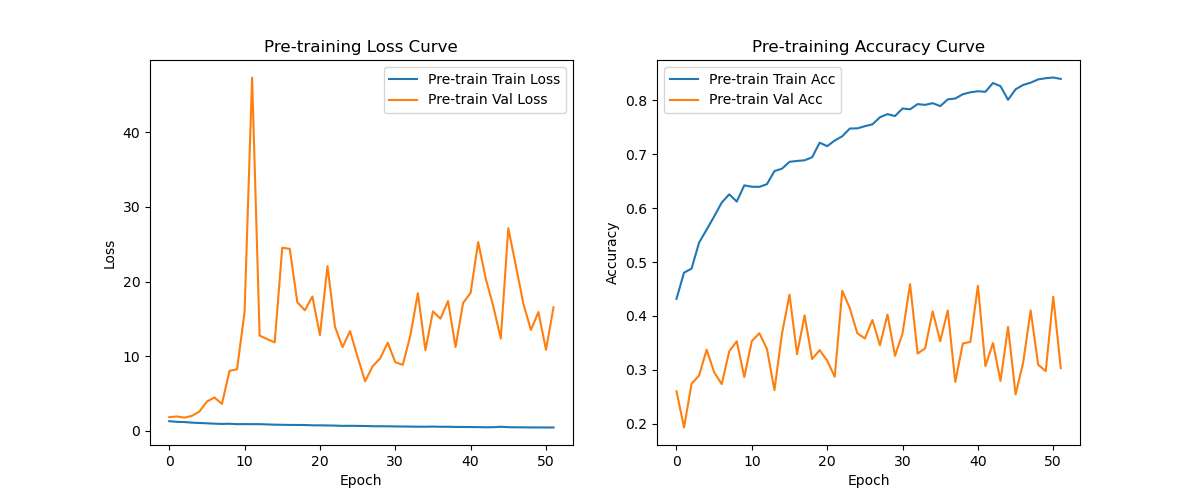 Pre-training Loss Curve
Pre-train Train Loss
Pre-train Val Loss
Loss
40
30
20
10
0
0 10 20 30 40 50
Epoch
Pre-training Accuracy Curve
Pre-train Train Acc
Pre-train Val Acc
Accuracy
0.8
0.7
0.6
0.5
0.4
0.3
0.2
0 10 20 30 40 50
Epoch